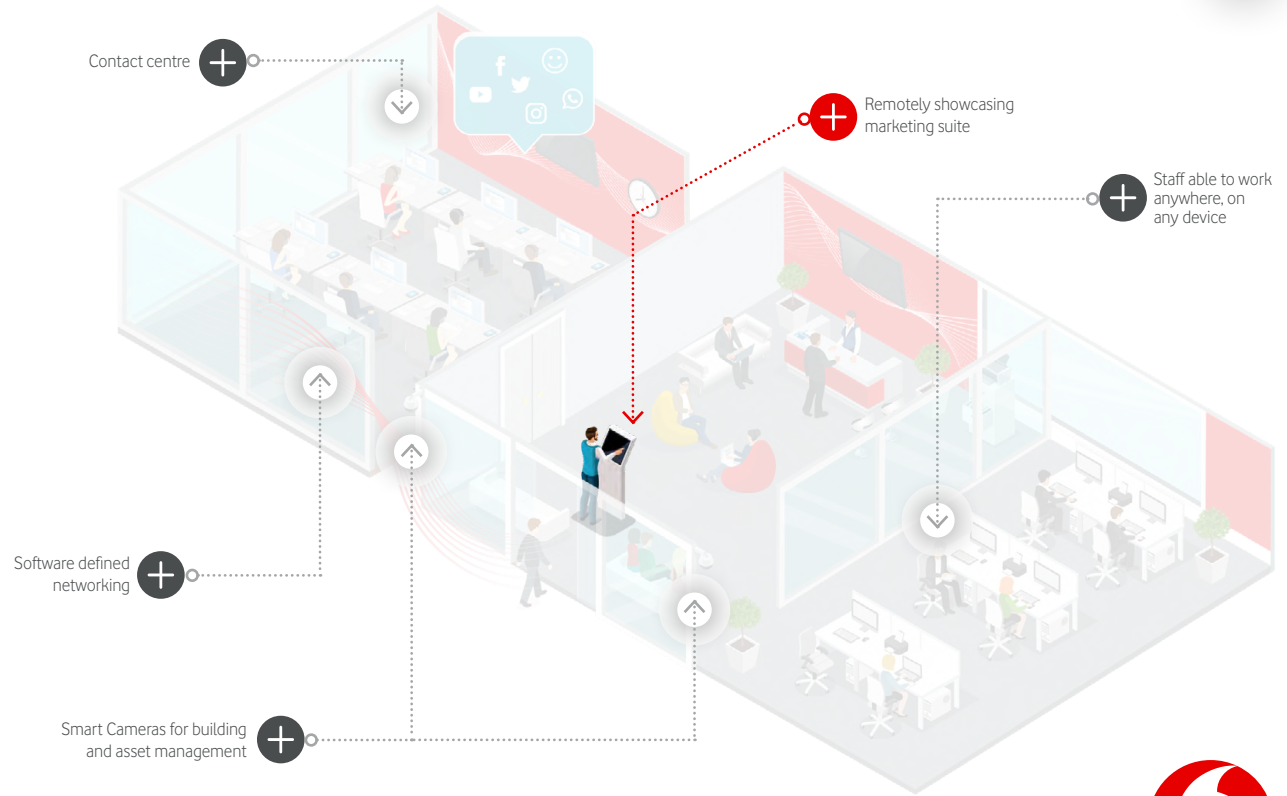 Contact centre
Remotely showcasing
marketing suite
Staff able to work
anywhere, on
any device
Software defined
networking
Smart Cameras for building
and asset management